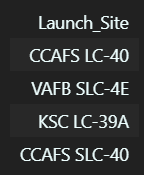 Launch_Site
CCAFS LC-40
VAFB SLC-4E
KSC LC-39A
CCAFS SLC-40